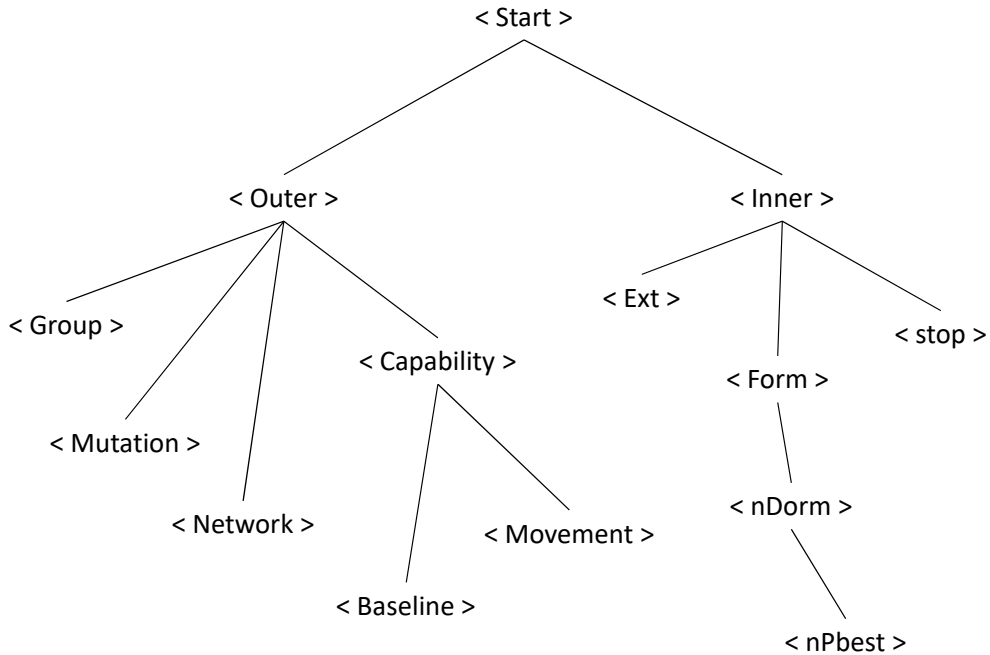 < Start >
< Outer >
< Inner >
< Group >
< Mutation >
< Network >
< Capability >
< Baseline >
< Movement >
< Ext >
< Form >
< stop >
< nDorm >
< nPbest >